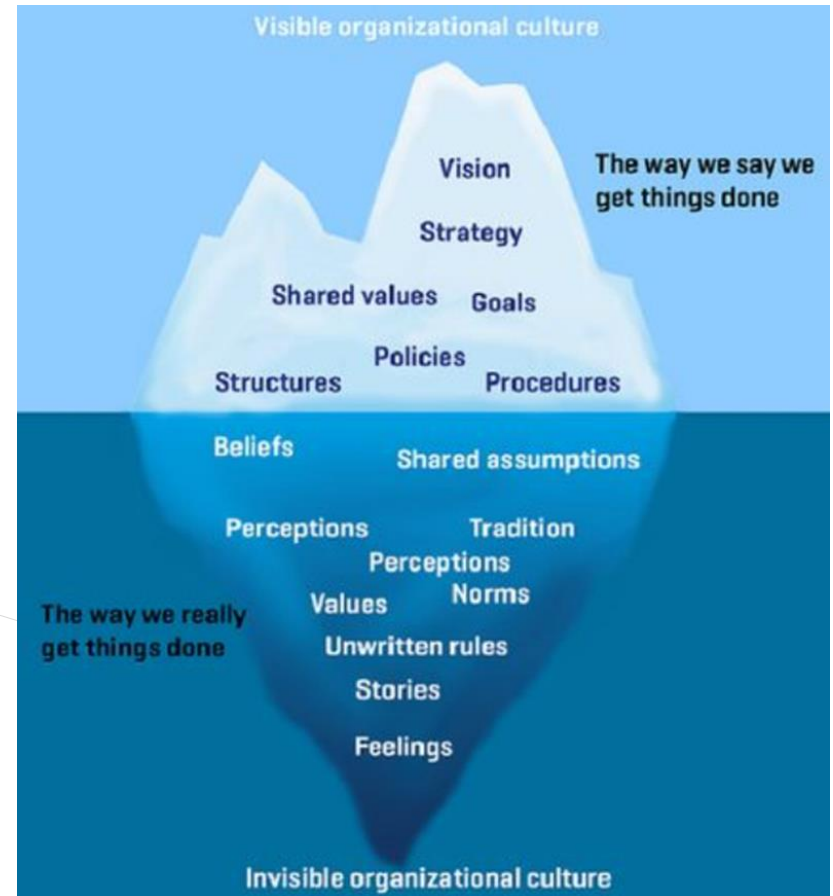 Visible organizational culture
Vision
The way we say we
get things done
Strategy
Shared values
Goals
Policies
Structures
Procedures
Beliefs
Shared assumptions
Perceptions
Tradition
Perceptions
Norms
Values
The way we really
get things done
Unwritten rules
Stories
Feelings
Invisible organizational culture